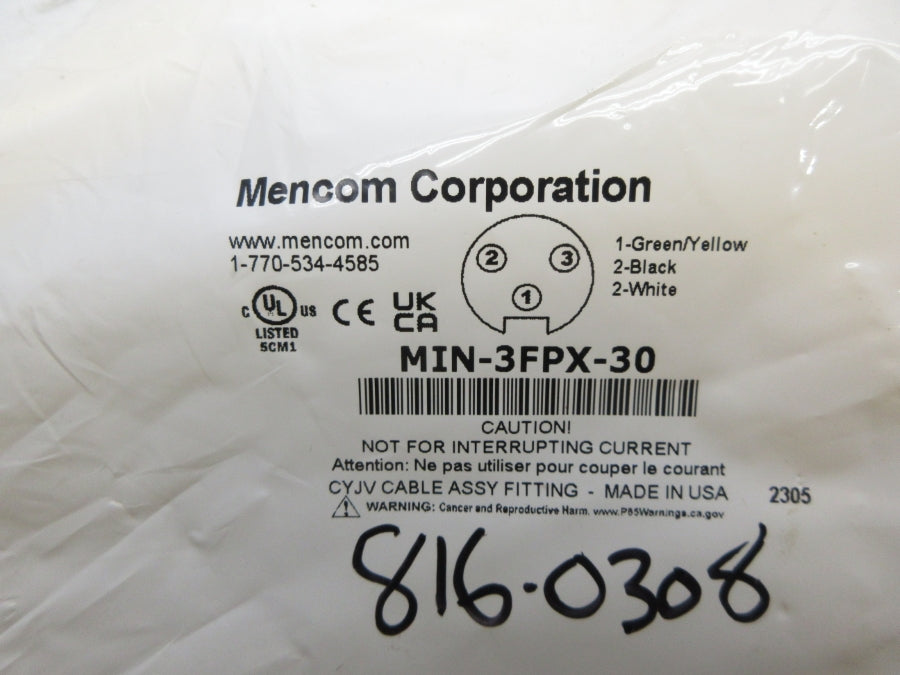 Mencom Corporation
www.mencom.com
1-770-534-4585
2 3
1
1-Green/Yellow
2-Black
2-White
C UL US
LISTED
5CM1
CE
UK
CA
MIN-3FPX-30
CAUTION!
NOT FOR INTERRUPTING CURRENT
Attention: Ne pas utiliser pour couper le courant
CYJV CABLE ASSY FITTING - MADE IN USA 2305
WARNING: Cancer and Reproductive Harm. www.P65Warnings.ca.gov
816-0308